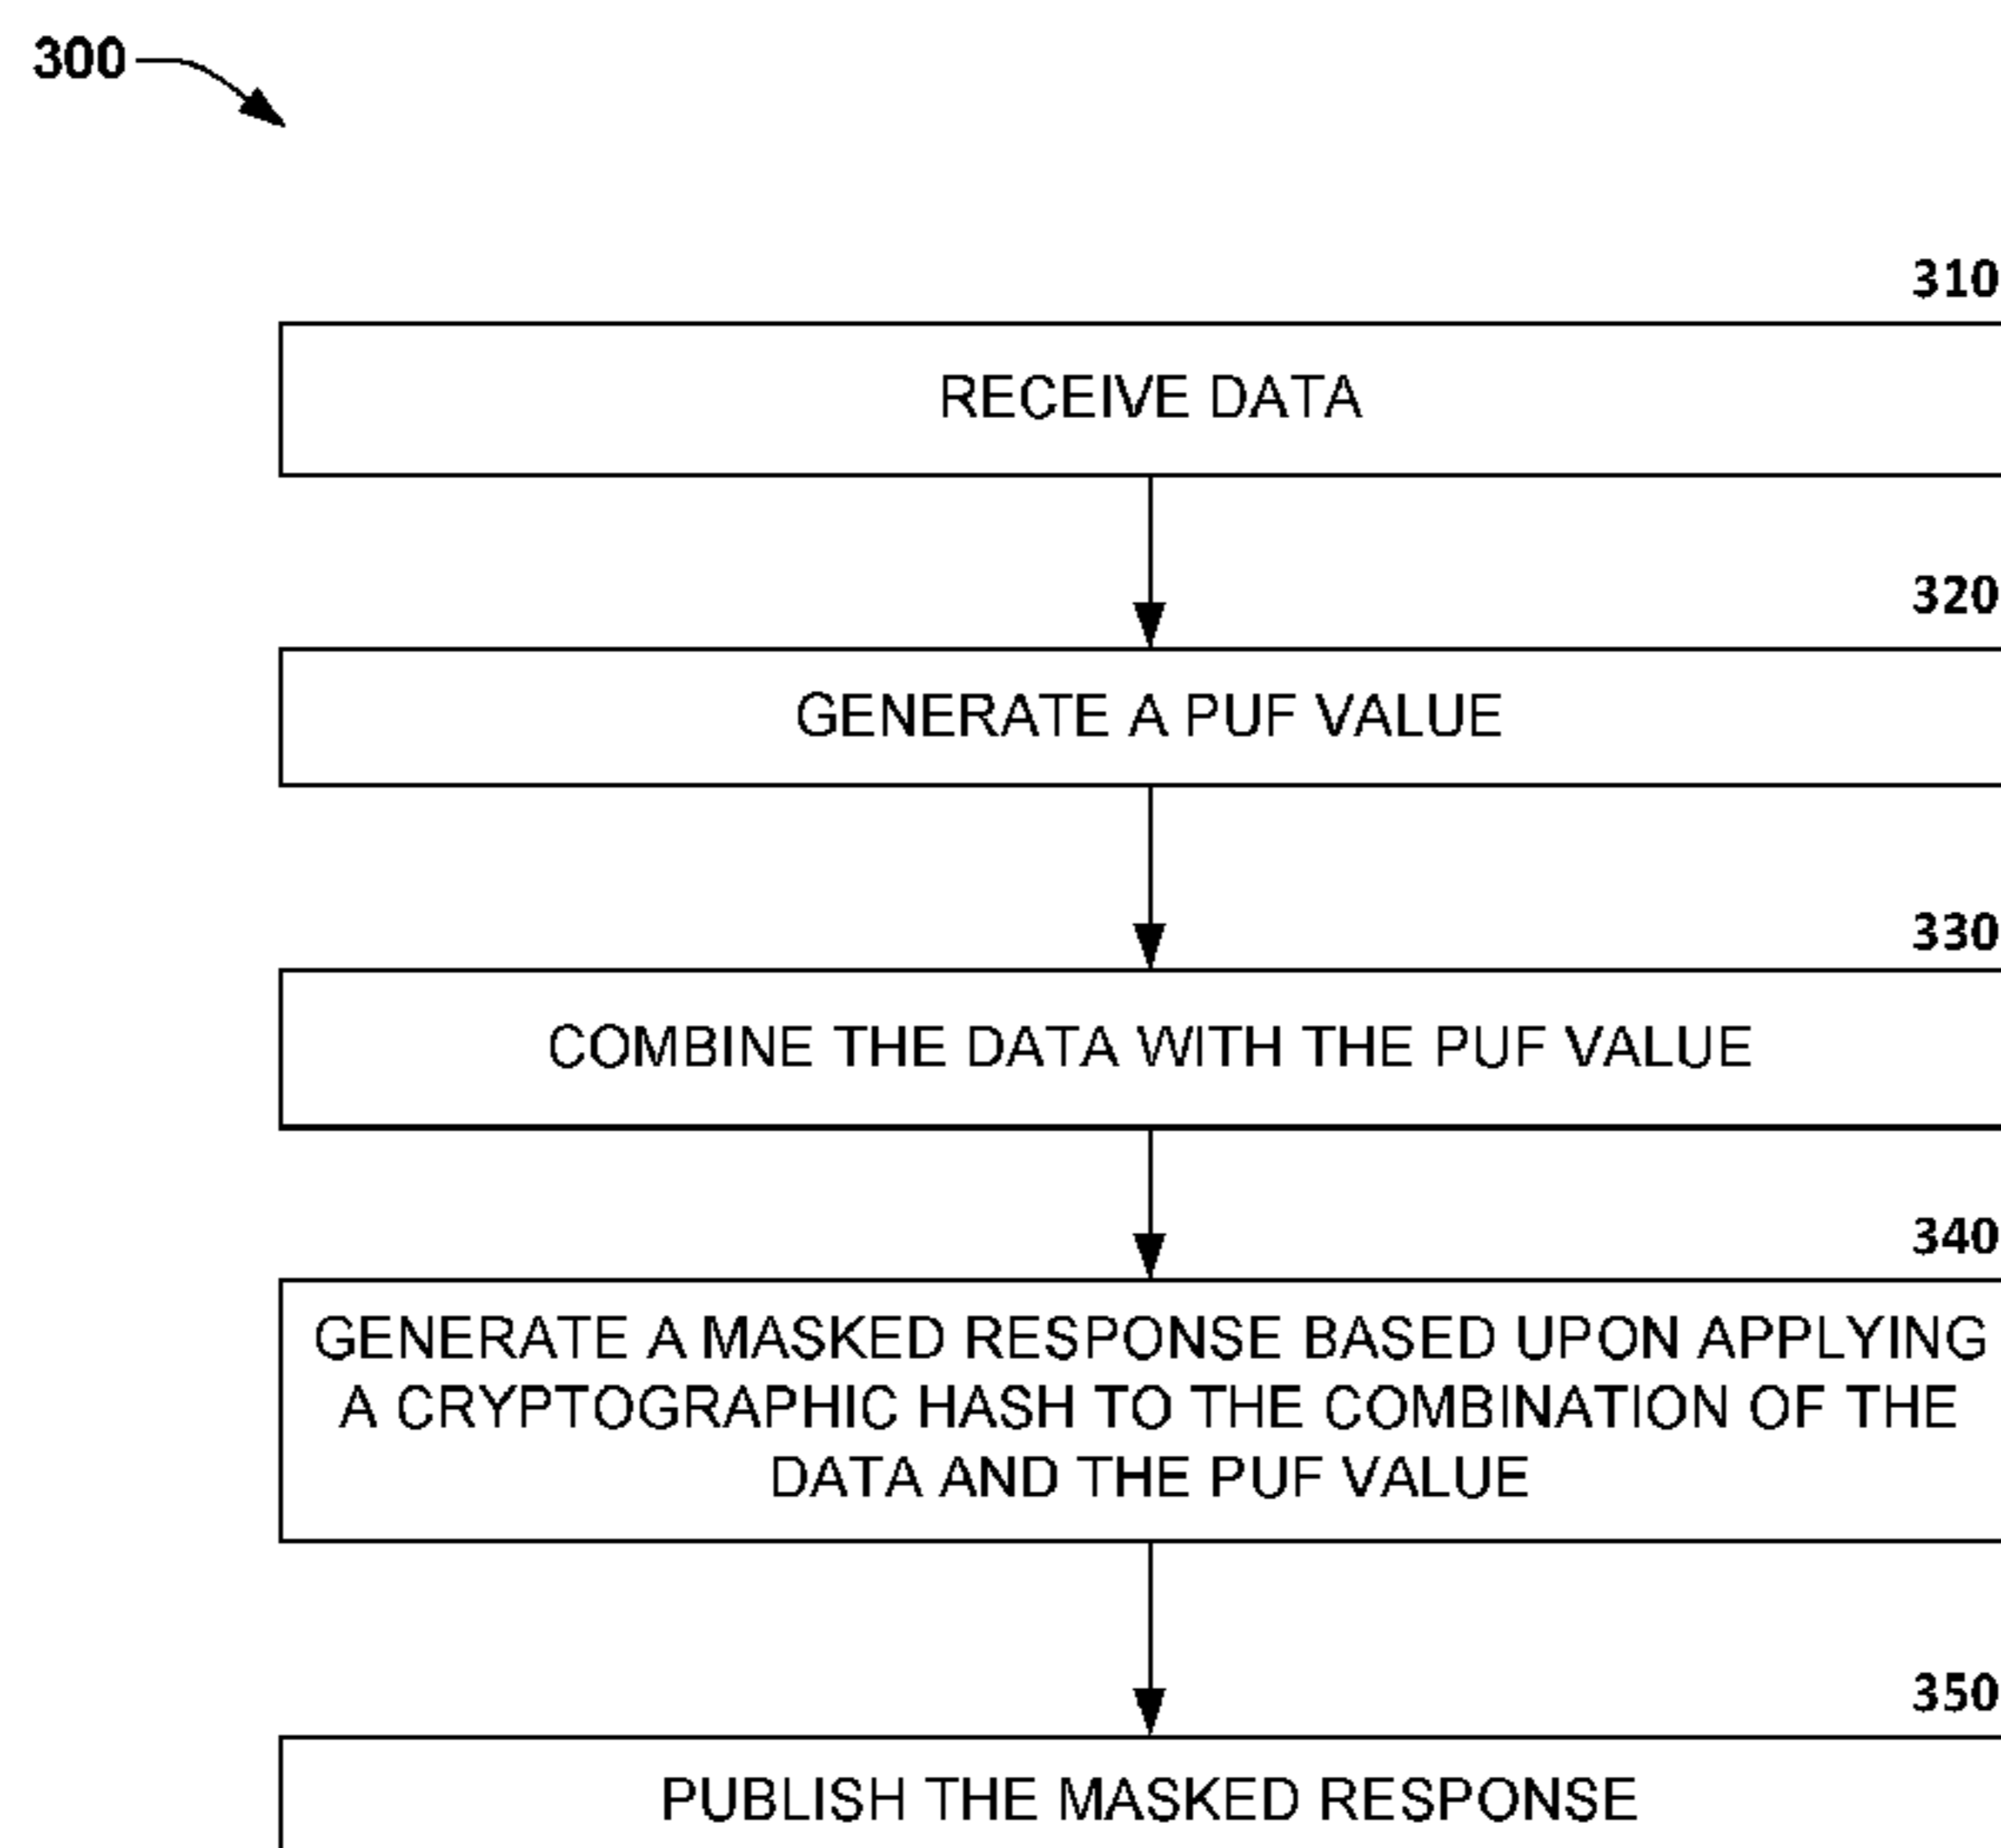 300
310
RECEIVE DATA
320
GENERATE A PUF VALUE
330
COMBINE THE DATA WITH THE PUF VALUE
340
GENERATE A MASKED RESPONSE BASED UPON APPLYING
A CRYPTOGRAPHIC HASH TO THE COMBINATION OF THE
DATA AND THE PUF VALUE
350
PUBLISH THE MASKED RESPONSE